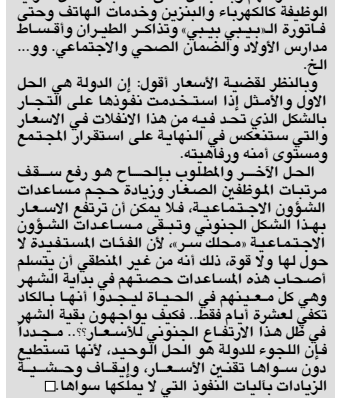 الوظيفة كالكهرباء والبنزين وخدمات الهاتف وحتى
فاتورة الـ«بيبي بيبي» وتذاكر الطيران وأقساط
مدارس الأولاد والضمان الصحي والاجتماعي. وو...
الخ.
وبالنظر لقضية الأسعار أقول: إن الدولة هي الحل
الاول والأمثل إذا استخدمت نفوذها على التجار
بالشكل الذي تحد فيه من هذا الانفلات في الاسعار
والتي ستنعكس في النهاية على استقرار المجتمع
ومستوى أمنه ورفاهيته.
الحل الآخر والمطلوب بإلحاح هو رفع سقف
مرتبات الموظفين الصغار وزيادة حجم مساعدات
الشؤون الاجتماعية، فلا يمكن أن ترتفع الاسعار
بهذا الشكل الجنوني وتبقى مساعدات الشؤون
الاجتماعية «محلك سر»، لأن الفئات المستفيدة لا
حول لها ولا قوة، ذلك أنه من غير المنطقي أن يتسلم
أصحاب هذه المساعدات حصتهم في بداية الشهر
وهي كل معينهم في الحياة ليجدوا أنها بالكاد
تكفي لعشرة أيام فقط.. فكيف يواجهون بقية الشهر
في ظل هذا الارتفاع الجنوني للأسعار؟؟.. مجددا
فإن اللجوء للدولة هو الحل الوحيد، لأنها تستطيع
دون سواها تقنين الأسعار، وإيقاف وحشية
الزيادات بآليات النفوذ التي لا يملكها سواها.